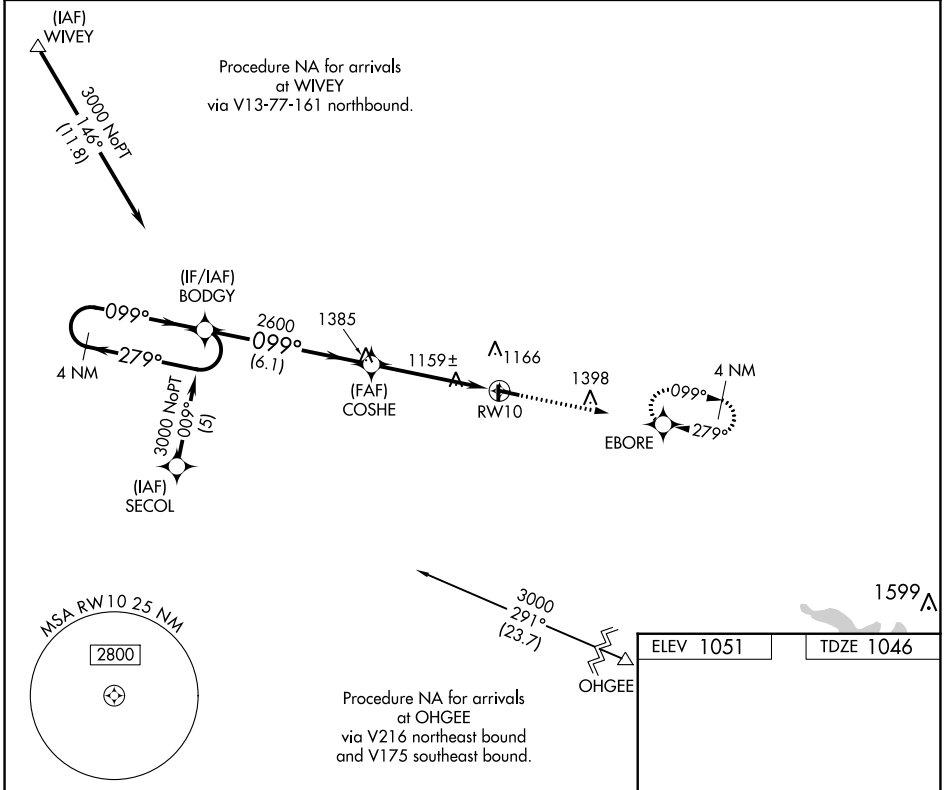 (IAF)
WIVEY
Procedure NA for arrivals
at WIVEY
via V13-77-161 northbound.
3000 NoPT
146°
(11.8)
(IF/IAF)
BODGY
099°
279°
4 NM
2600
099°
(6.1)
1385
(FAF)
COSHE
1159±
1166
RW10
1398
099°
279°
4 NM
EBORE
3000 NoPT
009°
(5)
(IAF)
SECOL
3000
291°
(23.7)
OHGEE
1599
MSA RW10 25 NM
2800
Procedure NA for arrivals
at OHGEE
via V216 northeast bound
and V175 southeast bound.
ELEV 1051
TDZE 1046